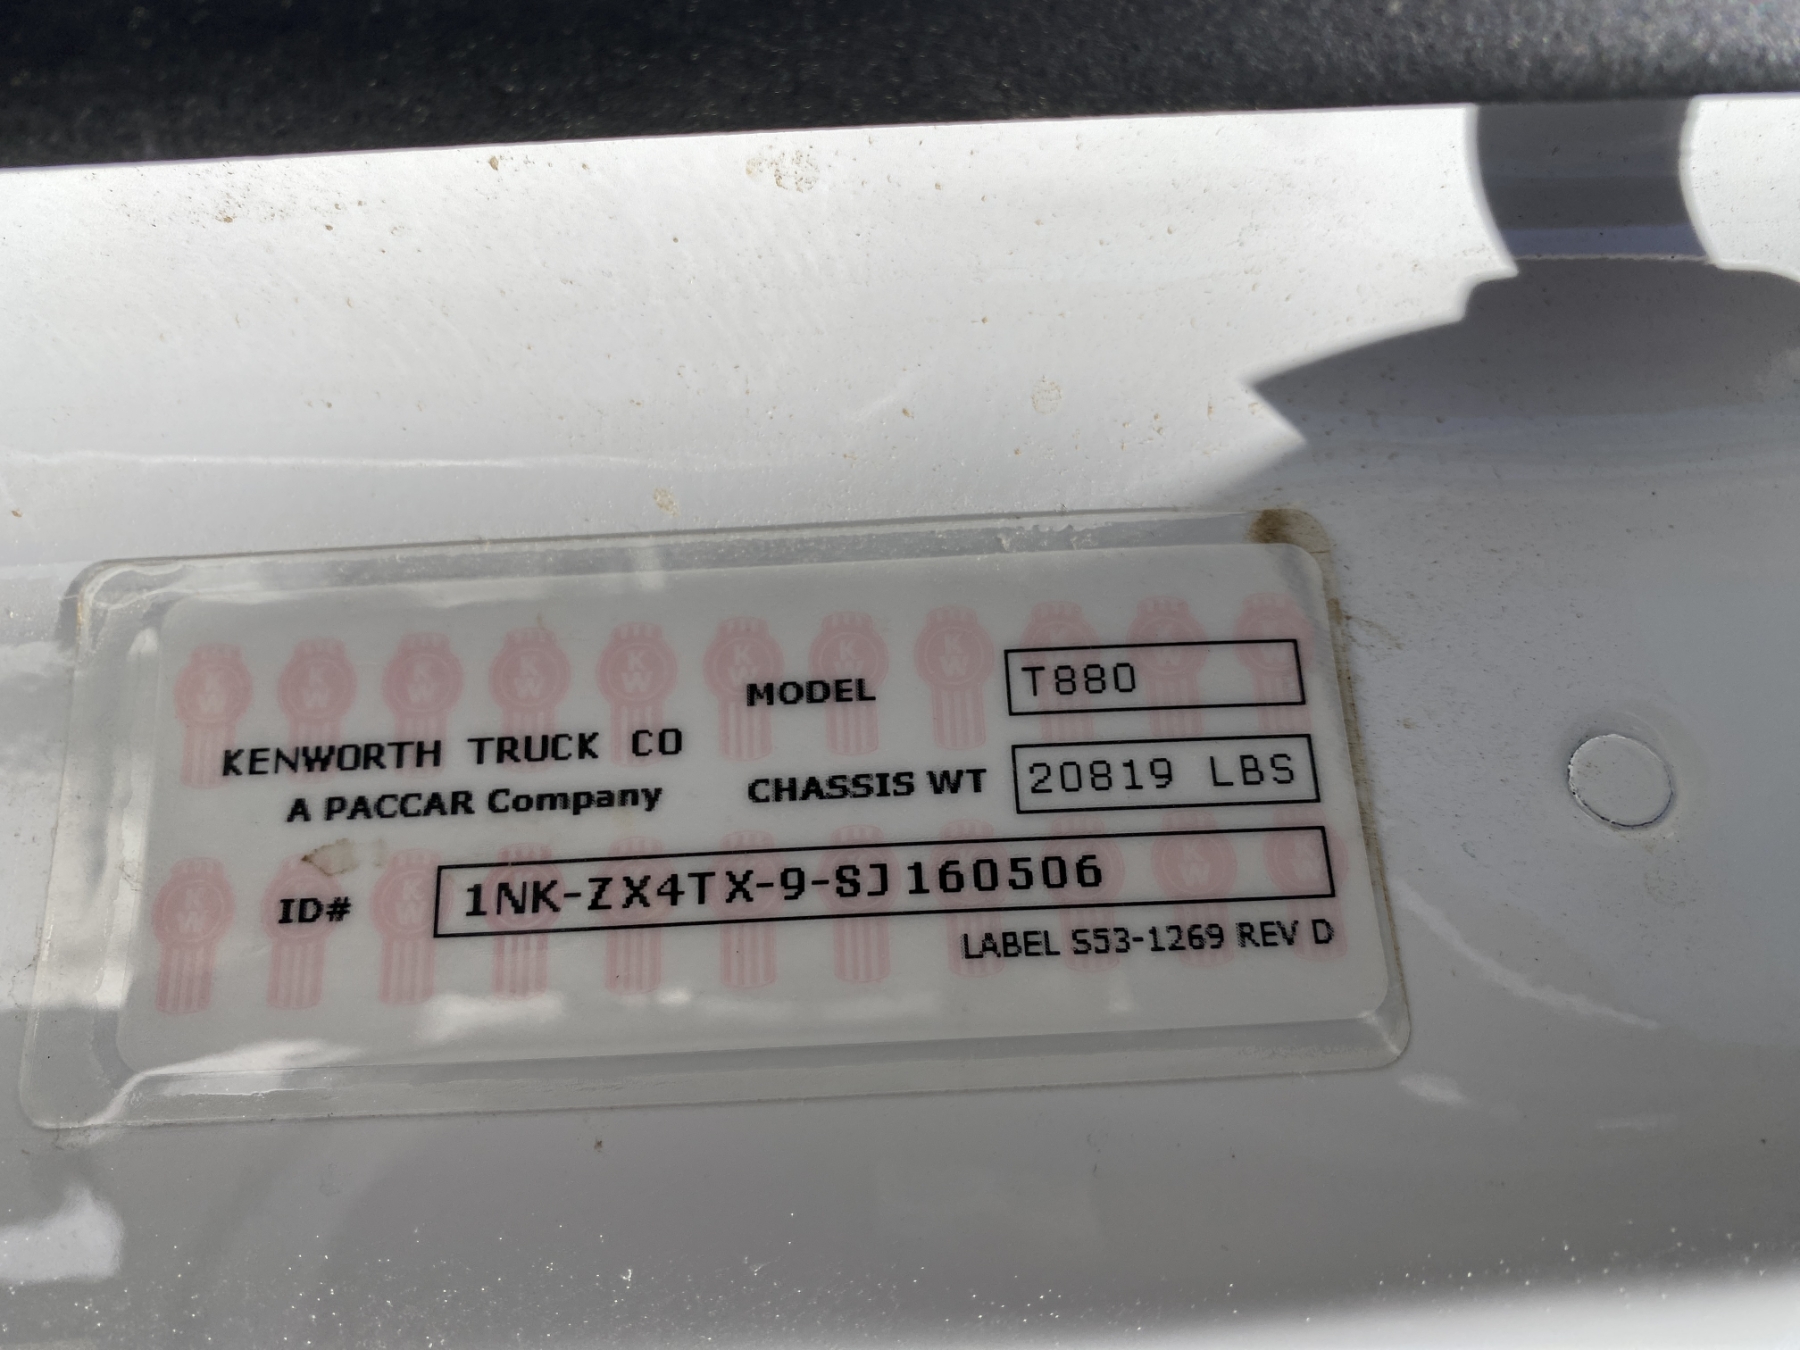 MODEL T880
KENWORTH TRUCK CO
A PACCAR Company
CHASSIS WT 20819 LBS
ID# 1NK-ZX4TX-9-SJ160506
LABEL S53-1269 REV D